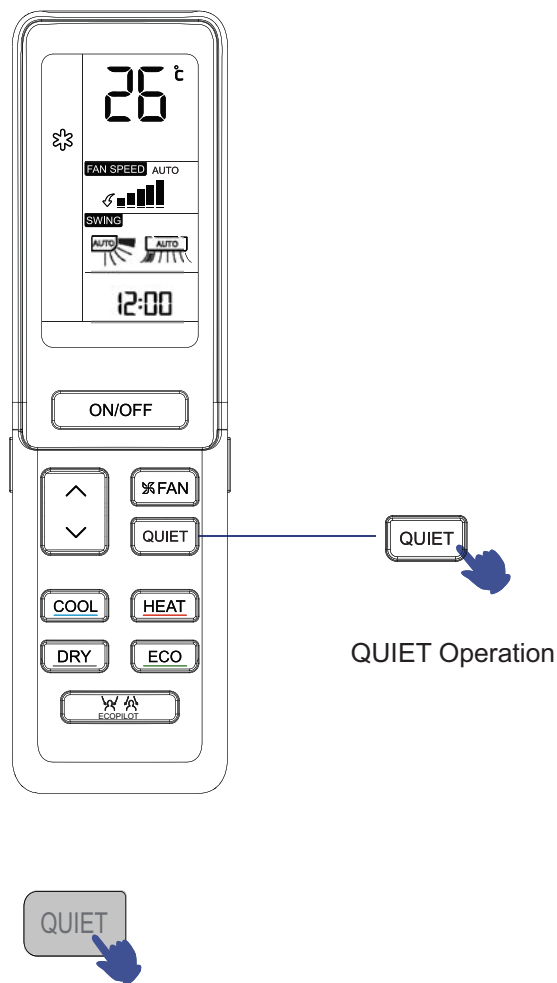 26 °c
FAN SPEED AUTO
SWING
AUTO AUTO
12:00
ON/OFF
FAN
QUIET
QUIET
COOL HEAT
DRY ECO
QUIET Operation
ECOPILOT
QUIET